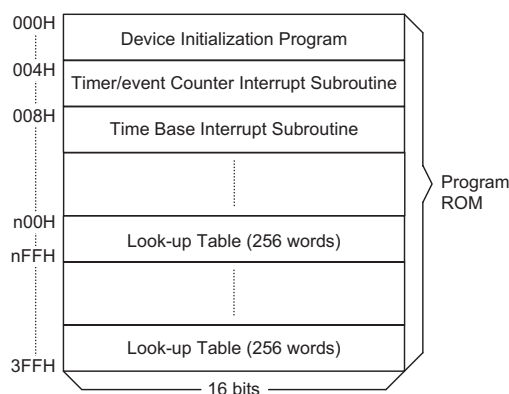 000H
Device Initialization Program
004H
Timer/event Counter Interrupt Subroutine
008H
Time Base Interrupt Subroutine
Program
ROM
n00H
Look-up Table (256 words)
nFFH
Look-up Table (256 words)
3FFH
16 bits